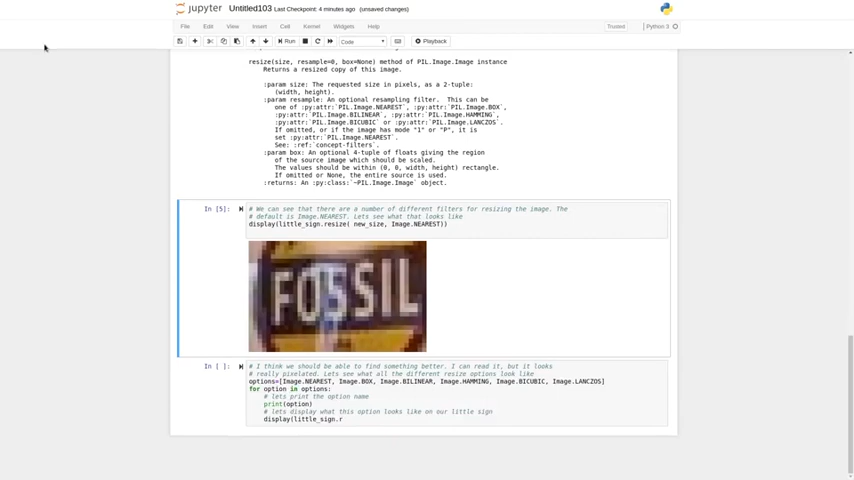 Jupyter Untitled103 Last Checkpoint: 4 minutes ago (unsaved changes)
File Edit View Insert Cell Kernel Widgets Help Trusted Python 3
Run Code Playback
resize(size, resample=0, box=None) method of PIL.Image.Image instance
Returns a resized copy of this image.
:param size: The requested size in pixels, as a 2-tuple:
(width, height).
:param resample: An optional resampling filter.  This can be
one of :py:attr:`PIL.Image.NEAREST`, :py:attr:`PIL.Image.BOX`,
:py:attr:`PIL.Image.BILINEAR`, :py:attr:`PIL.Image.HAMMING`,
:py:attr:`PIL.Image.BICUBIC` or :py:attr:`PIL.Image.LANCZOS`.
If omitted, or if the image has mode "1" or "P", it is
set :py:attr:`PIL.Image.NEAREST`.
See: :ref:`concept-filters`.
:param box: An optional 4-tuple of floats giving the region
of the source image which should be scaled.
The values should be within (0, 0, width, height) rectangle.
If omitted or None, the entire source is used.
:returns: An :py:class:`~PIL.Image.Image` object.
In [5]:
# We can see that there are a number of different filters for resizing the image. The
# default is Image.NEAREST. Lets see what that looks like
display(little_sign.resize( new_size, Image.NEAREST))
FOSSIL
In [ ]:
# I think we should be able to find something better. I can read it, but it looks
# really pixelated. Lets see what all the different resize options look like
options=[Image.NEAREST, Image.BOX, Image.BILINEAR, Image.HAMMING, Image.BICUBIC, Image.LANCZOS]
for option in options:
# lets print the option name
print(option)
# lets display what this option looks like on our little sign
display(little_sign.r